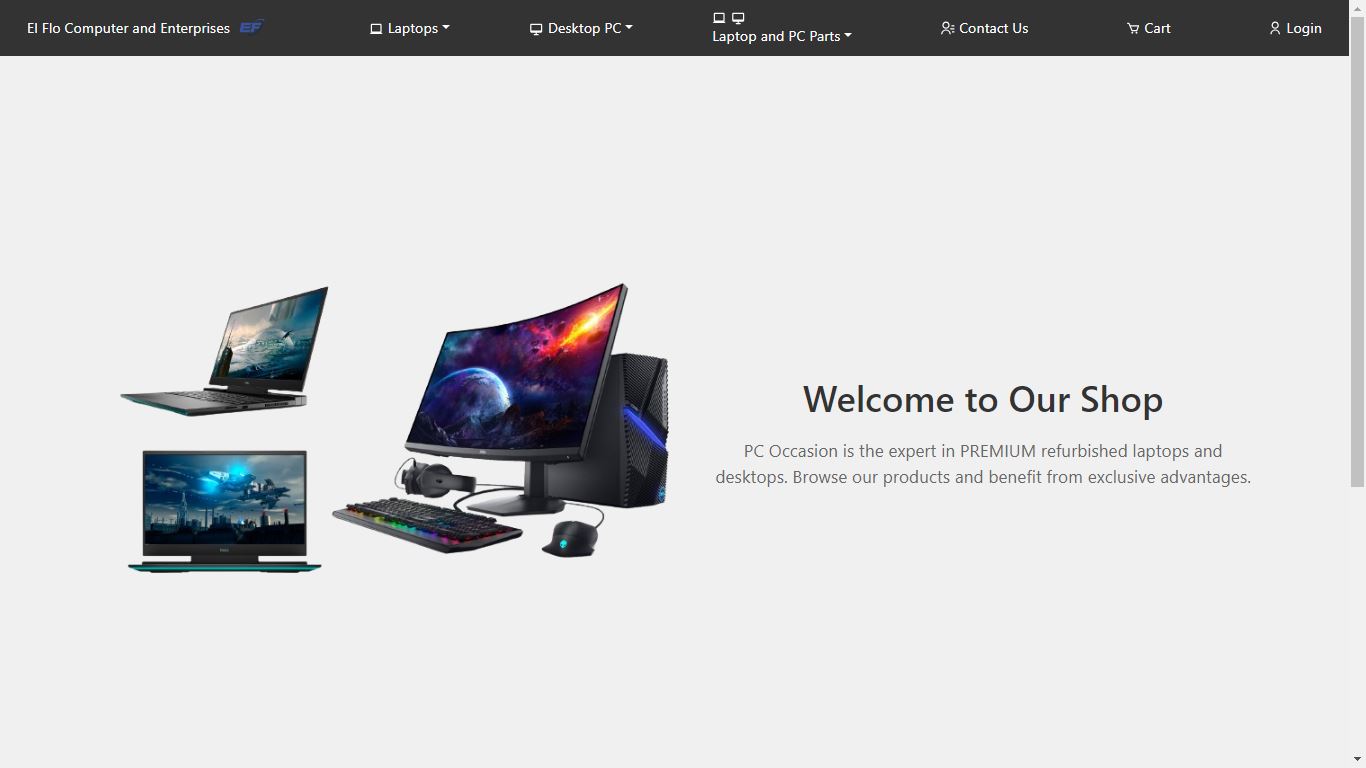 El Flo Computer and Enterprises EF
Laptops
Desktop PC
Laptop and PC Parts
Contact Us
Cart
Login
Welcome to Our Shop
PC Occasion is the expert in PREMIUM refurbished laptops and
desktops. Browse our products and benefit from exclusive advantages.